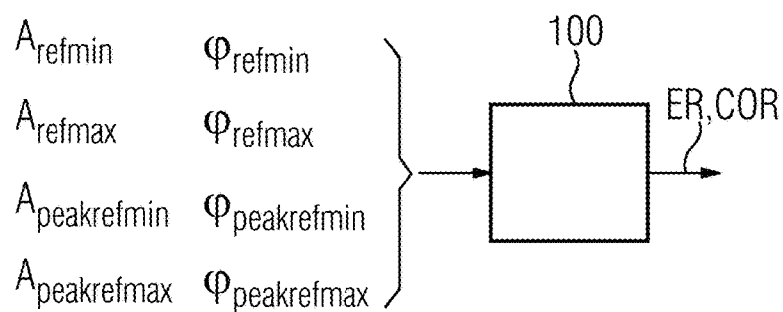 A_refmin φ_refmin
A_refmax φ_refmax
A_peakrefmin φ_peakrefmin
A_peakrefmax φ_peakrefmax
100
ER,COR